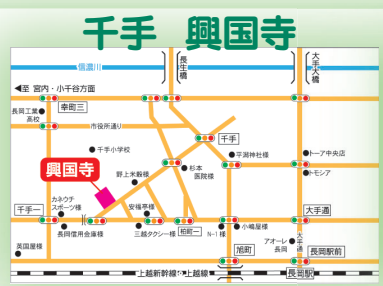 千手 興国寺
信濃川
長生橋
大手大橋
◀至 宮内・小千谷方面
幸町三
長岡工業高校
市役所通り
千手
千手小学校
杉本医院様
平潟神社様
トーア中央店
トモシア
興国寺
野上米穀様
カネウチスポーツ様
千手一
安福亭様
大手通
長岡信用金庫様
三越タクシー様
柏町一
N-1様
小嶋屋様
英国屋様
旭町
アオーレ長岡
大手通
長岡駅前
上越新幹線・上越線
長岡駅